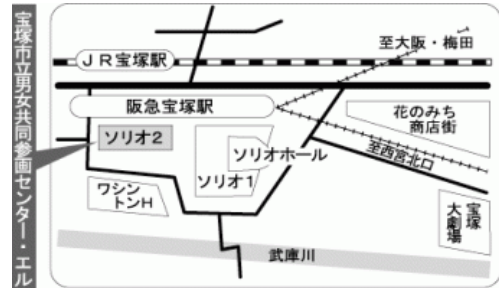 宝塚市立男女共同参画センター・エル
JR宝塚駅
至大阪・梅田
阪急宝塚駅
花のみち
商店街
ソリオ2
ソリオホール
至西宮北口
ソリオ1
ワシン
トンH
宝塚
大劇場
武庫川